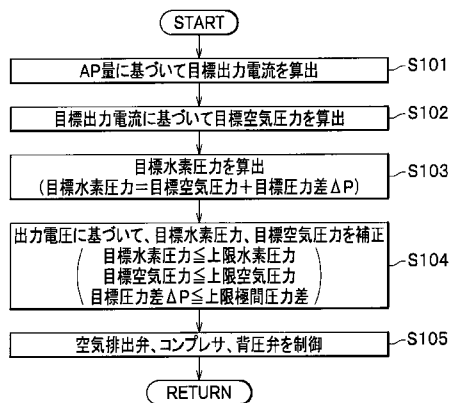 START
AP量に基づいて目標出力電流を算出
S101
目標出力電流に基づいて目標空気圧力を算出
S102
目標水素圧力を算出
(目標水素圧力=目標空気圧力+目標圧力差ΔP)
S103
出力電圧に基づいて、目標水素圧力、目標空気圧力を補正
目標水素圧力≦上限水素圧力
目標空気圧力≦上限空気圧力
目標圧力差ΔP≦上限極間圧力差
S104
空気排出弁、コンプレサ、背圧弁を制御
S105
RETURN